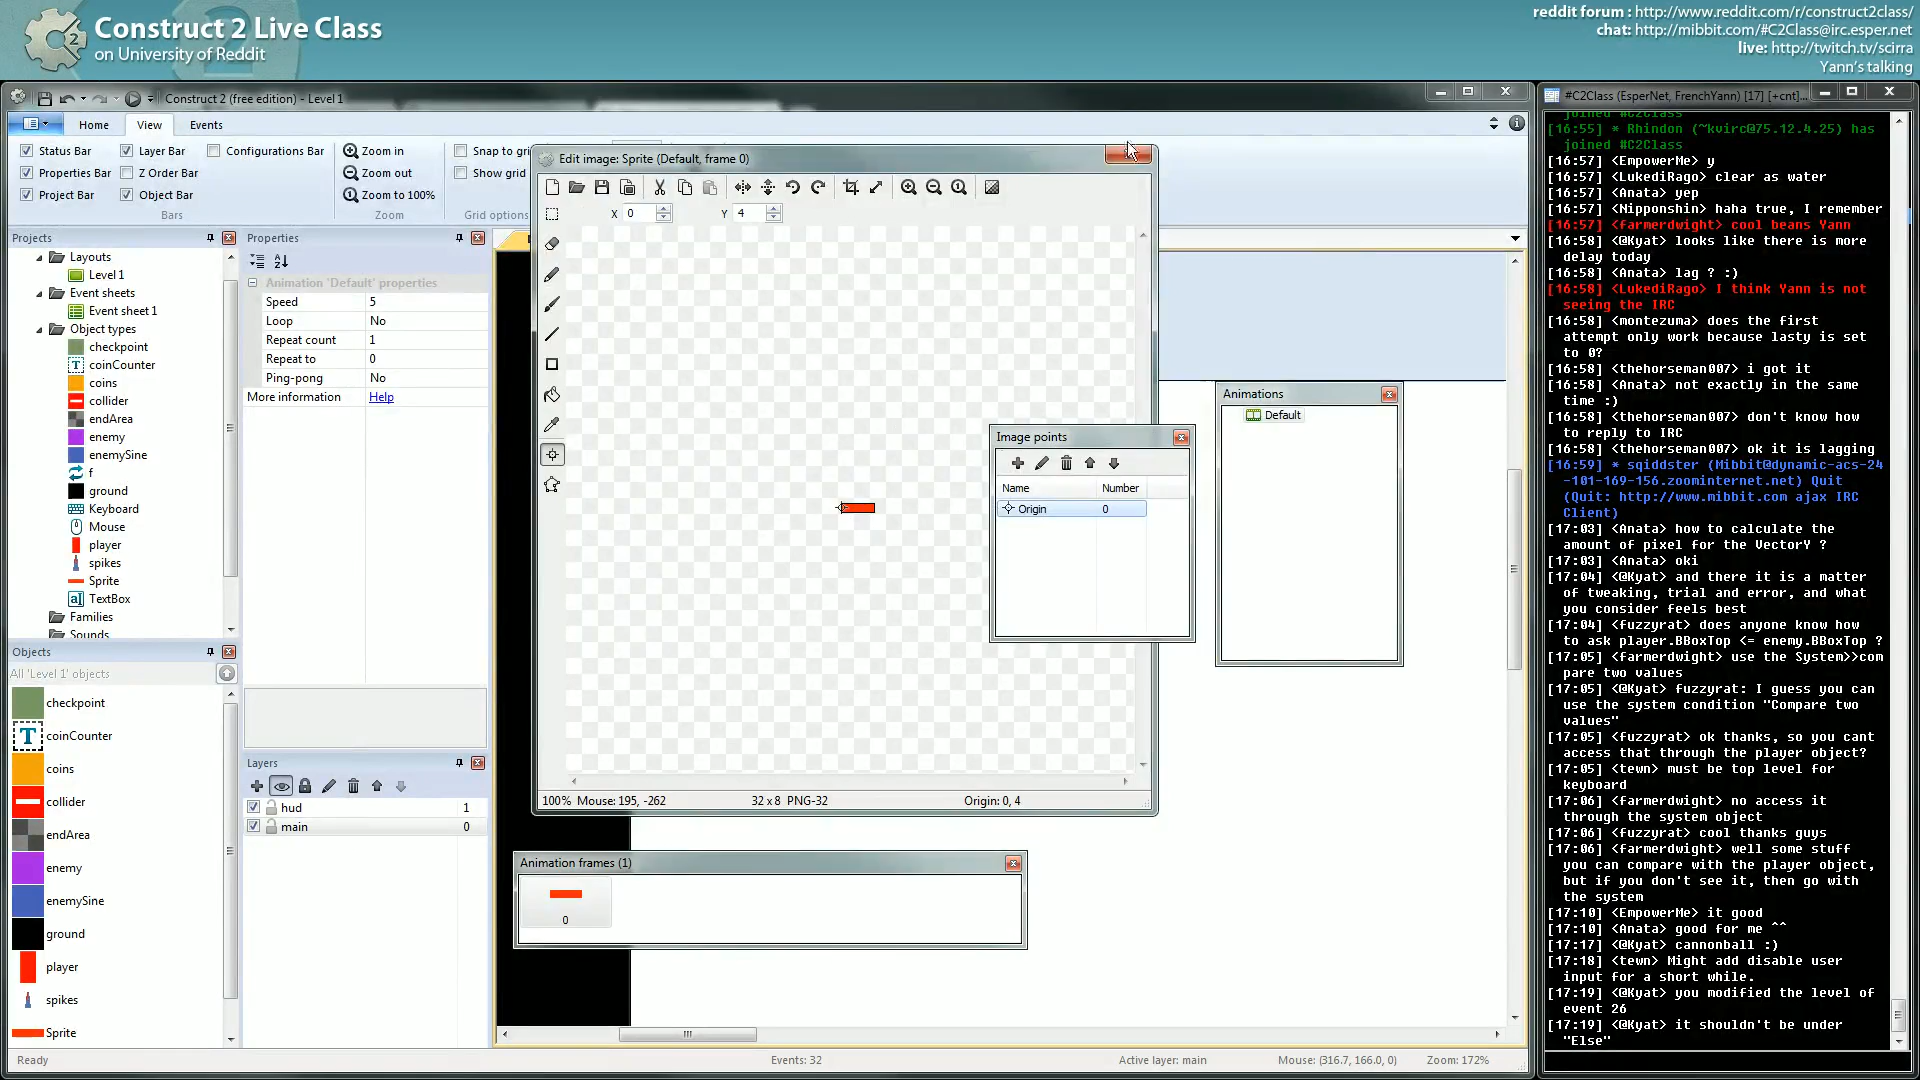 Construct 2 Live Class
on University of Reddit
reddit forum : http://www.reddit.com/r/construct2class/
chat: http://mibbit.com/#C2Class@irc.esper.net
live: http://twitch.tv/scirra
Yann's talking
Construct 2 (free edition) - Level 1
Home View Events
Status Bar
Layer Bar
Configurations Bar
Properties Bar
Z Order Bar
Project Bar
Object Bar
Bars
Zoom in
Zoom out
Zoom to 100%
Zoom
Snap to gri
Show grid
Grid options
Projects
Layouts
Level 1
Event sheets
Event sheet 1
Object types
checkpoint
coinCounter
coins
collider
endArea
enemy
enemySine
f
ground
Keyboard
Mouse
player
spikes
Sprite
TextBox
Families
Sounds
Objects
All 'Level 1' objects
checkpoint
coinCounter
coins
collider
endArea
enemy
enemySine
ground
player
spikes
Sprite
Properties
Animation 'Default' properties
Speed 5
Loop No
Repeat count 1
Repeat to 0
Ping-pong No
More information Help
Layers
hud 1
main 0
Edit image: Sprite (Default, frame 0)
X 0 Y 4
100% Mouse: 195, -262 32 x 8 PNG-32 Origin: 0, 4
Image points
Name Number
Origin 0
Animations
Default
Animation frames (1)
0
Ready Events: 32 Active layer: main Mouse: (316.7, 166.0, 0) Zoom: 172%
#C2Class (EsperNet, FrenchYann) [17] [+cnt]...
joined #C2Class
[16:55] * Rhindon (~kvirc@75.12.4.25) has
joined #C2Class
[16:57] <EmpowerMe> y
[16:57] <LukediRago> clear as water
[16:57] <Anata> yep
[16:57] <Nipponshin> haha true, I remember
[16:57] <farmerdwight> cool beans Yann
[16:58] <@Kyat> looks like there is more
delay today
[16:58] <Anata> lag ? :)
[16:58] <LukediRago> I think Yann is not
seeing the IRC
[16:58] <montezuma> does the first
attempt only work because lasty is set
to 0?
[16:58] <thehorseman007> i got it
[16:58] <Anata> not exactly in the same
time :)
[16:58] <thehorseman007> don't know how
to reply to IRC
[16:58] <thehorseman007> ok it is lagging
[16:59] * sqiddster (Mibbit@dynamic-acs-24
-101-169-156.zoominternet.net) Quit
(Quit: http://www.mibbit.com ajax IRC
Client)
[17:03] <Anata> how to calculate the
amount of pixel for the VectorY ?
[17:03] <Anata> oki
[17:04] <@Kyat> and there it is a matter
of tweaking, trial and error, and what
you consider feels best
[17:04] <fuzzyrat> does anyone know how
to ask player.BBoxTop <= enemy.BBoxTop ?
[17:05] <farmerdwight> use the System>>com
pare two values
[17:05] <@Kyat> fuzzyrat: I guess you can
use the system condition "Compare two
values"
[17:05] <fuzzyrat> ok thanks, so you cant
access that through the player object?
[17:05] <tewn> must be top level for
keyboard
[17:06] <farmerdwight> no access it
through the system object
[17:06] <fuzzyrat> cool thanks guys
[17:06] <farmerdwight> well some stuff
you can compare with the player object,
but if you don't see it, then go with
the system
[17:10] <EmpowerMe> it good
[17:10] <Anata> good for me ^^
[17:17] <@Kyat> cannonball :)
[17:18] <tewn> Might add disable user
input for a short while.
[17:19] <@Kyat> you modified the level of
event 26
[17:19] <@Kyat> it shouldn't be under
"Else"